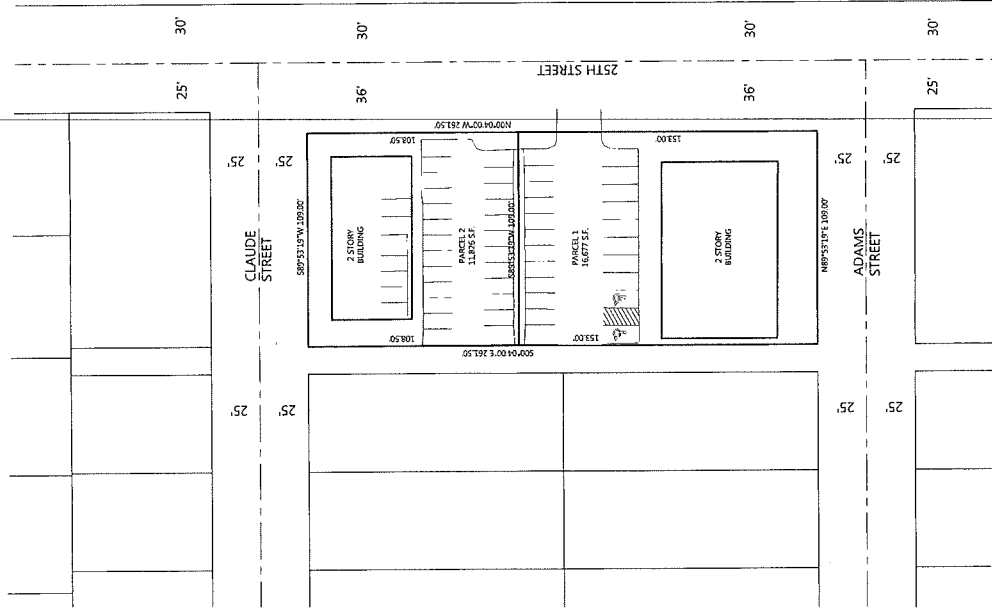 30'
30'
30'
30'
25TH STREET
25'
36'
36'
25'
N00°04'00"W 261.50'
108.50'
153.00'
25'
25'
25'
25'
CLAUDE
STREET
S89°53'19"W 109.00'
2 STORY
BUILDING
PARCEL 2
11,826 S.F.
S89°53'19"W 109.00'
PARCEL 1
16,677 S.F.
2 STORY
BUILDING
N89°53'19"E 109.00'
ADAMS
STREET
108.50'
153.00'
S00°04'00"E 261.50'
25'
25'
25'
25'